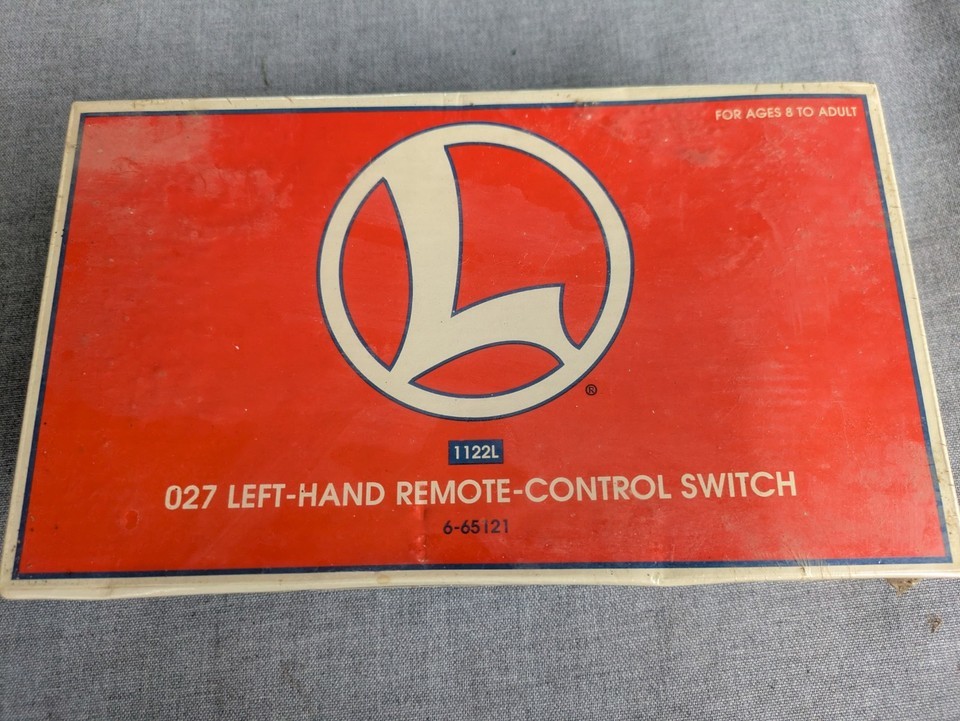 FOR AGES 8 TO ADULT
L
®
1122L
027 LEFT-HAND REMOTE-CONTROL SWITCH
6-65121